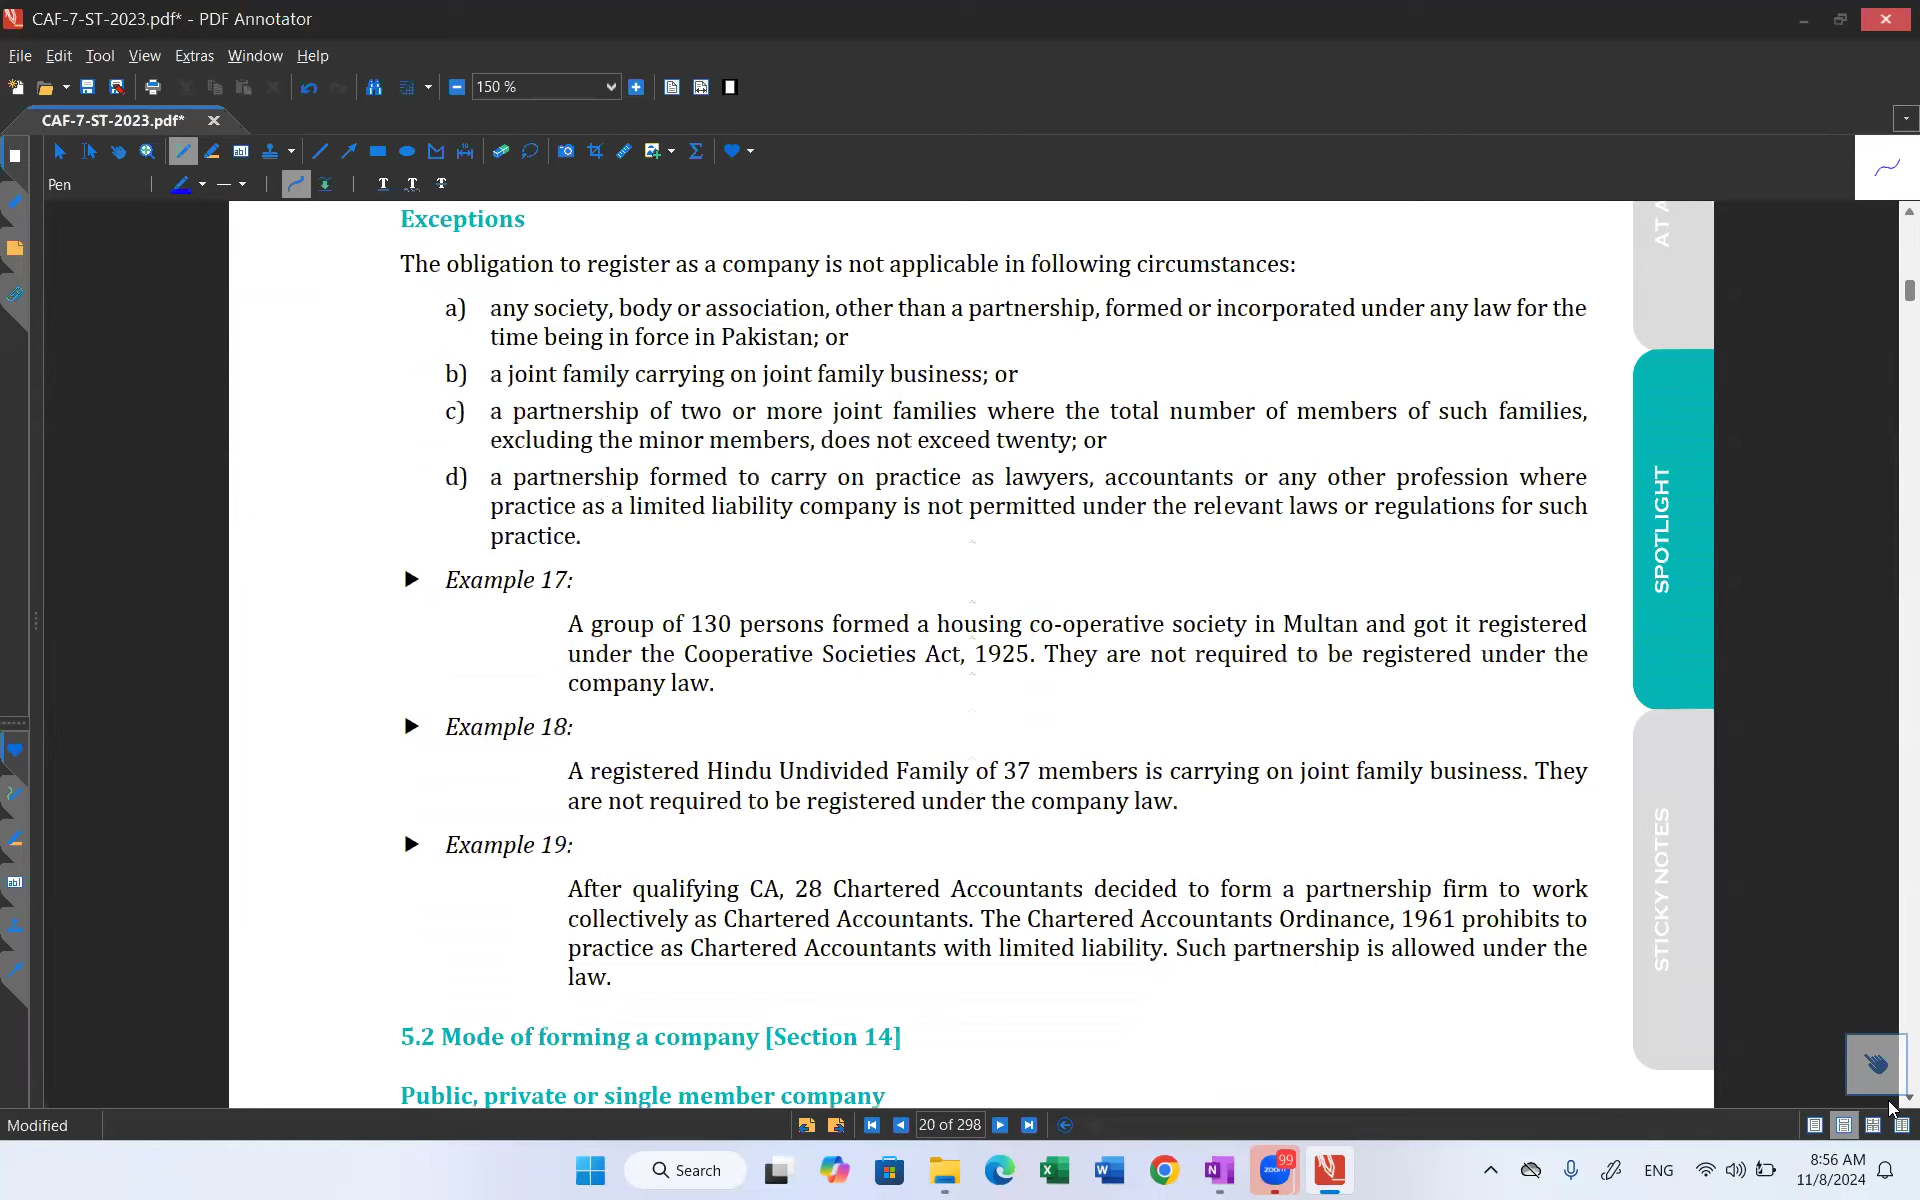 CAF-7-ST-2023.pdf* - PDF Annotator
File Edit Tool View Extras Window Help
150 %
CAF-7-ST-2023.pdf*
Pen
Exceptions
The obligation to register as a company is not applicable in following circumstances:
a) any society, body or association, other than a partnership, formed or incorporated under any law for the
time being in force in Pakistan; or
b) a joint family carrying on joint family business; or
c) a partnership of two or more joint families where the total number of members of such families,
excluding the minor members, does not exceed twenty; or
d) a partnership formed to carry on practice as lawyers, accountants or any other profession where
practice as a limited liability company is not permitted under the relevant laws or regulations for such
practice.
Example 17:
A group of 130 persons formed a housing co-operative society in Multan and got it registered
under the Cooperative Societies Act, 1925. They are not required to be registered under the
company law.
Example 18:
A registered Hindu Undivided Family of 37 members is carrying on joint family business. They
are not required to be registered under the company law.
Example 19:
After qualifying CA, 28 Chartered Accountants decided to form a partnership firm to work
collectively as Chartered Accountants. The Chartered Accountants Ordinance, 1961 prohibits to
practice as Chartered Accountants with limited liability. Such partnership is allowed under the
law.
5.2 Mode of forming a company [Section 14]
Public, private or single member company
AT A
SPOTLIGHT
STICKY NOTES
Modified
20 of 298
Search
zoom
99
ENG
8:56 AM
11/8/2024